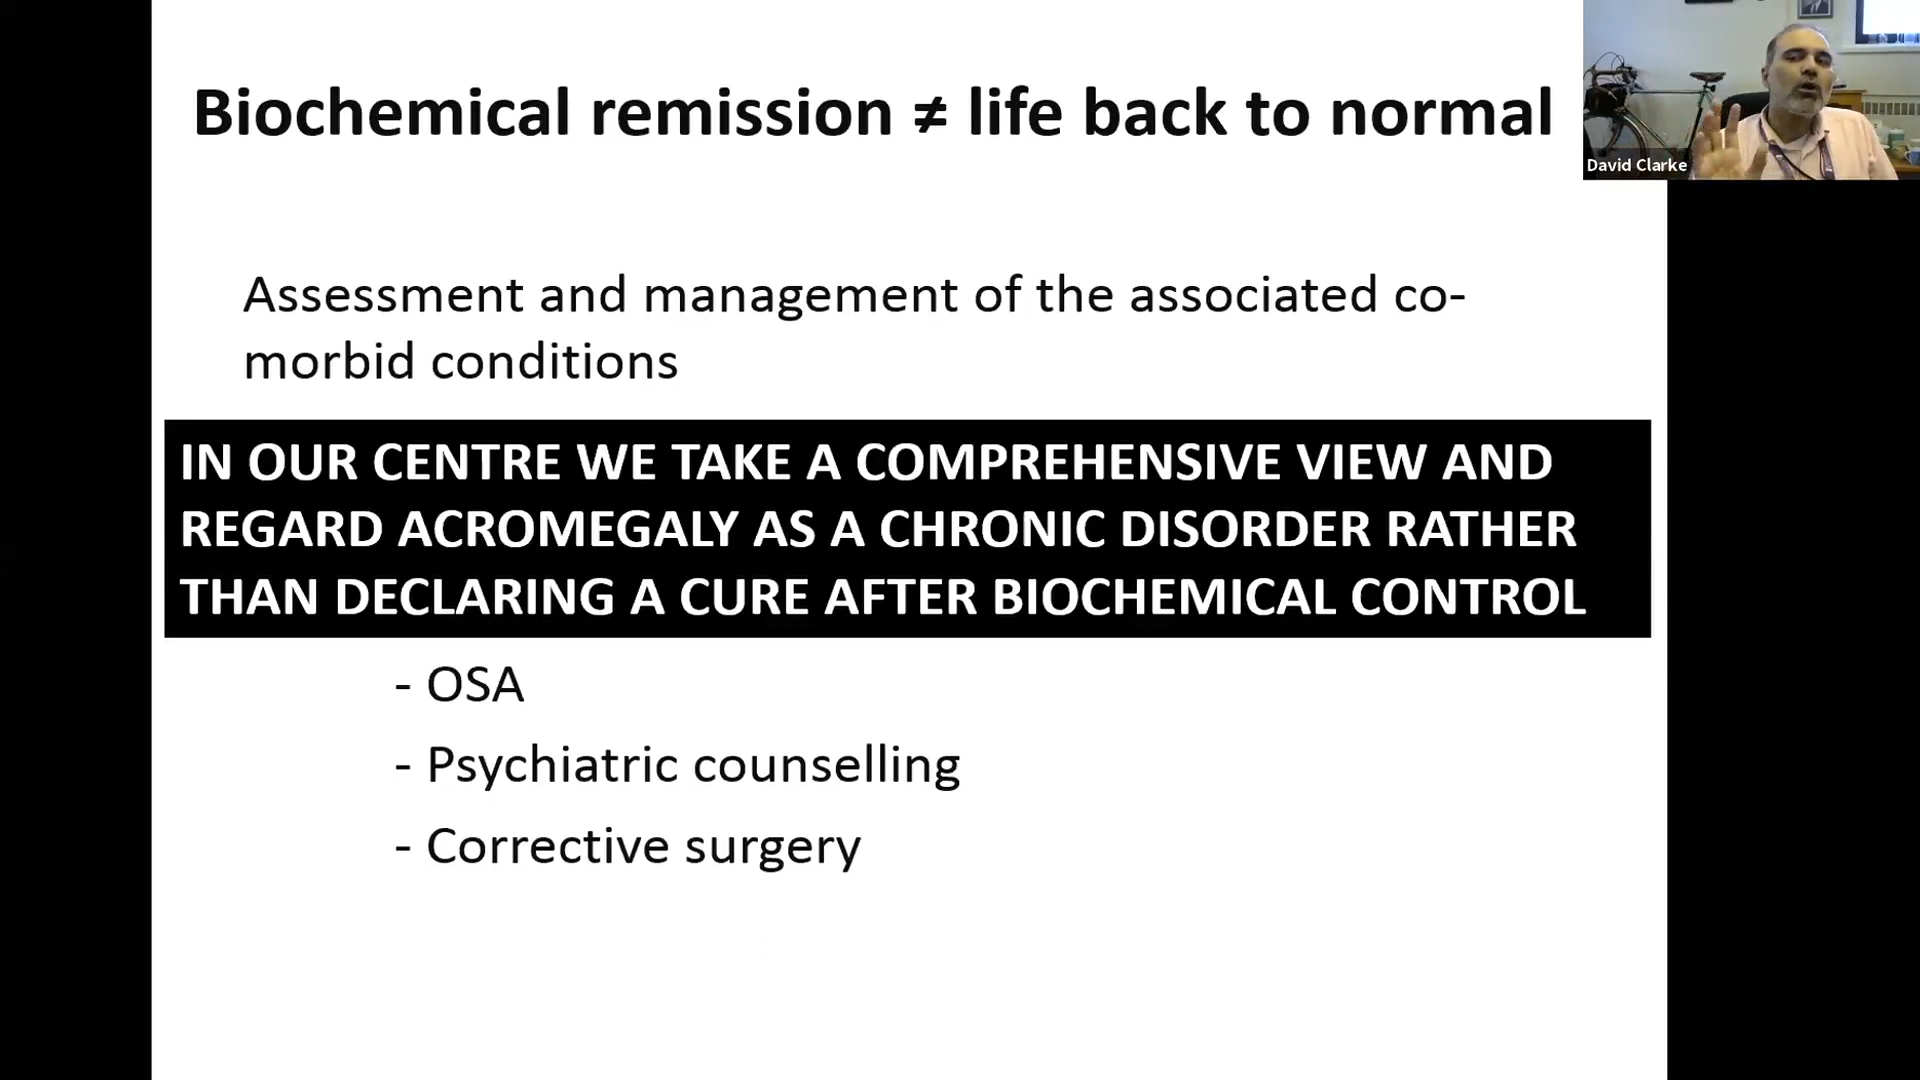 Biochemical remission ≠ life back to normal
David Clarke
Assessment and management of the associated co-
morbid conditions
IN OUR CENTRE WE TAKE A COMPREHENSIVE VIEW AND
REGARD ACROMEGALY AS A CHRONIC DISORDER RATHER
THAN DECLARING A CURE AFTER BIOCHEMICAL CONTROL
- OSA
- Psychiatric counselling
- Corrective surgery